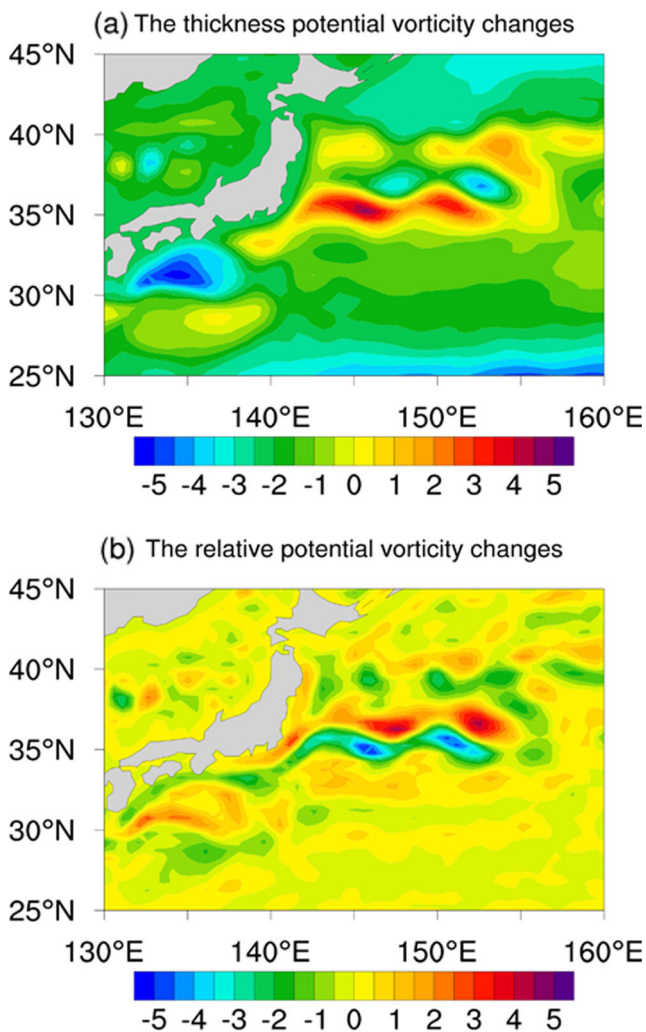 (a) The thickness potential vorticity changes
45°N
40°N
35°N
30°N
25°N
130°E 140°E 150°E 160°E
-5 -4 -3 -2 -1 0 1 2 3 4 5
(b) The relative potential vorticity changes
45°N
40°N
35°N
30°N
25°N
130°E 140°E 150°E 160°E
-5 -4 -3 -2 -1 0 1 2 3 4 5